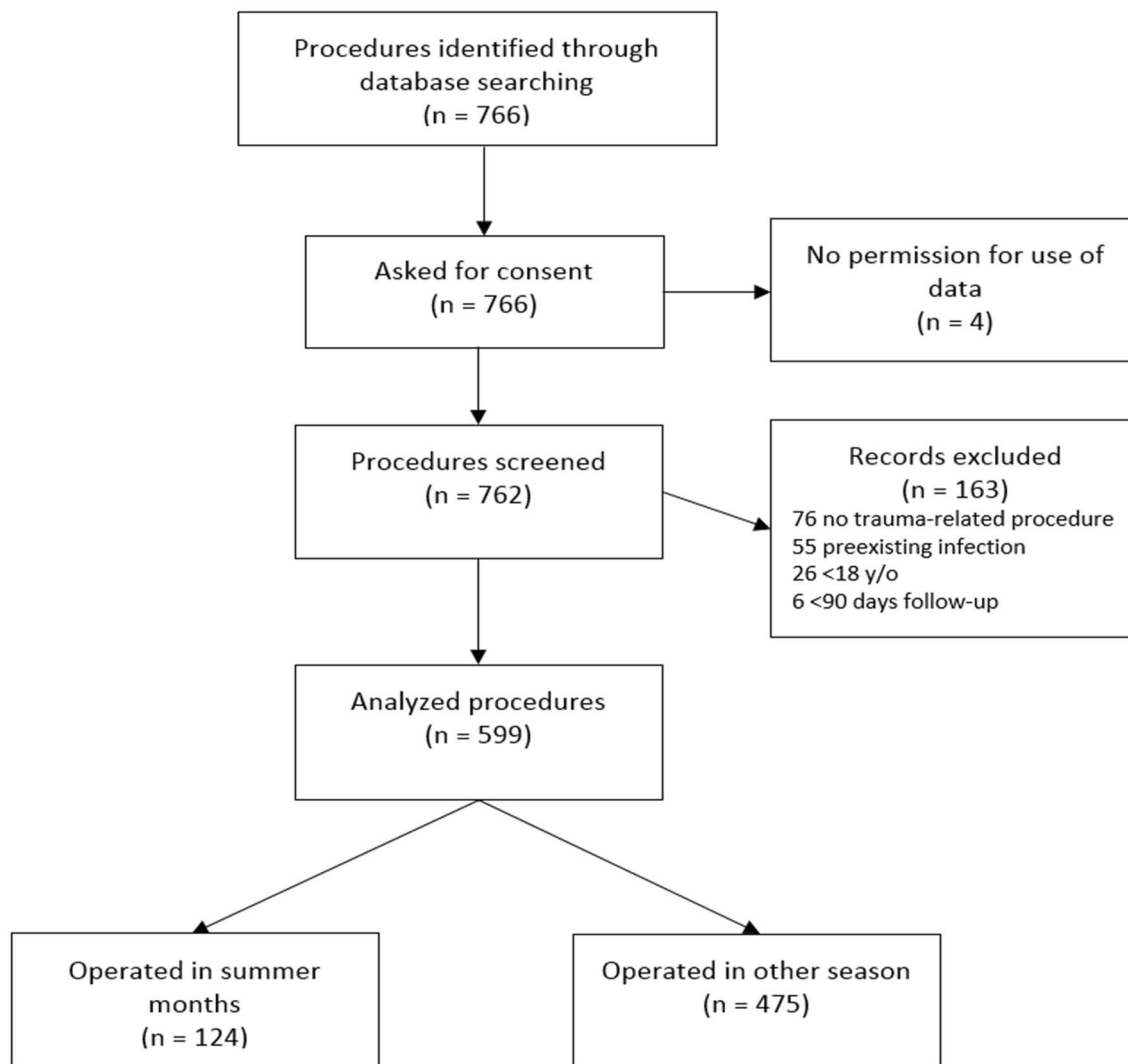 Procedures identified through
database searching
(n = 766)
Asked for consent
(n = 766)
No permission for use of
data
(n = 4)
Procedures screened
(n = 762)
Records excluded
(n = 163)
76 no trauma-related procedure
55 preexisting infection
26 <18 y/o
6 <90 days follow-up
Analyzed procedures
(n = 599)
Operated in summer
months
(n = 124)
Operated in other season
(n = 475)